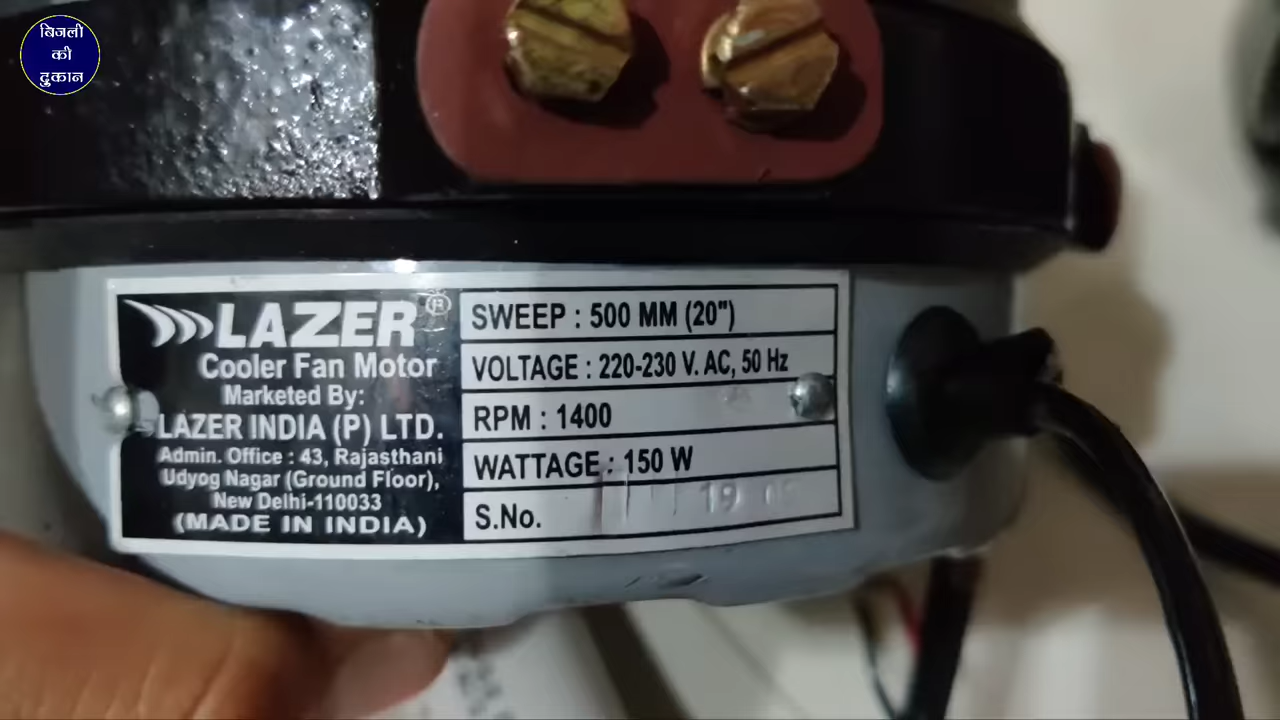 बिजली
की
दुकान
LAZER®
Cooler Fan Motor
Marketed By:
LAZER INDIA (P) LTD.
Admin. Office : 43, Rajasthani
Udyog Nagar (Ground Floor),
New Delhi-110033
(MADE IN INDIA)
SWEEP : 500 MM (20")
VOLTAGE : 220-230 V. AC, 50 Hz
RPM : 1400
WATTAGE : 150 W
S.No. 19